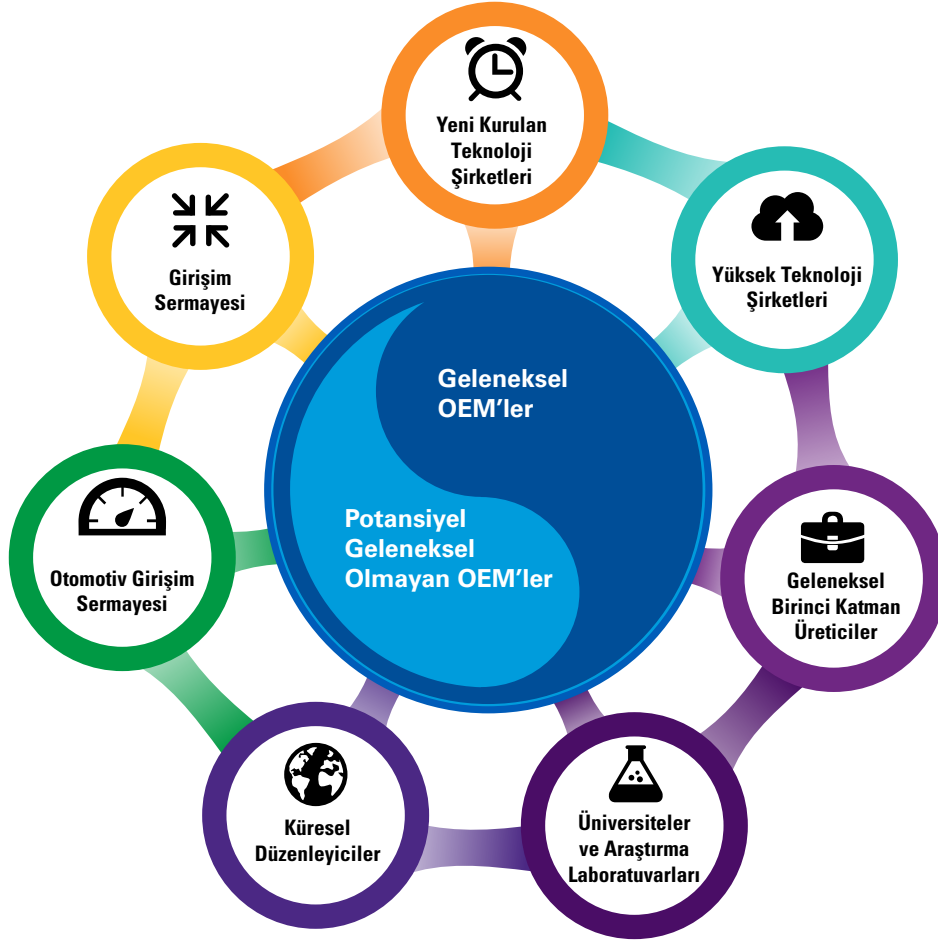 Yeni Kurulan
Teknoloji
Şirketleri
Girişim
Sermayesi
Yüksek Teknoloji
Şirketleri
Geleneksel
OEM’ler
Potansiyel
Geleneksel
Olmayan OEM’ler
Otomotiv Girişim
Sermayesi
Geleneksel
Birinci Katman
Üreticiler
Küresel
Düzenleyiciler
Üniversiteler
ve Araştırma
Laboratuvarları